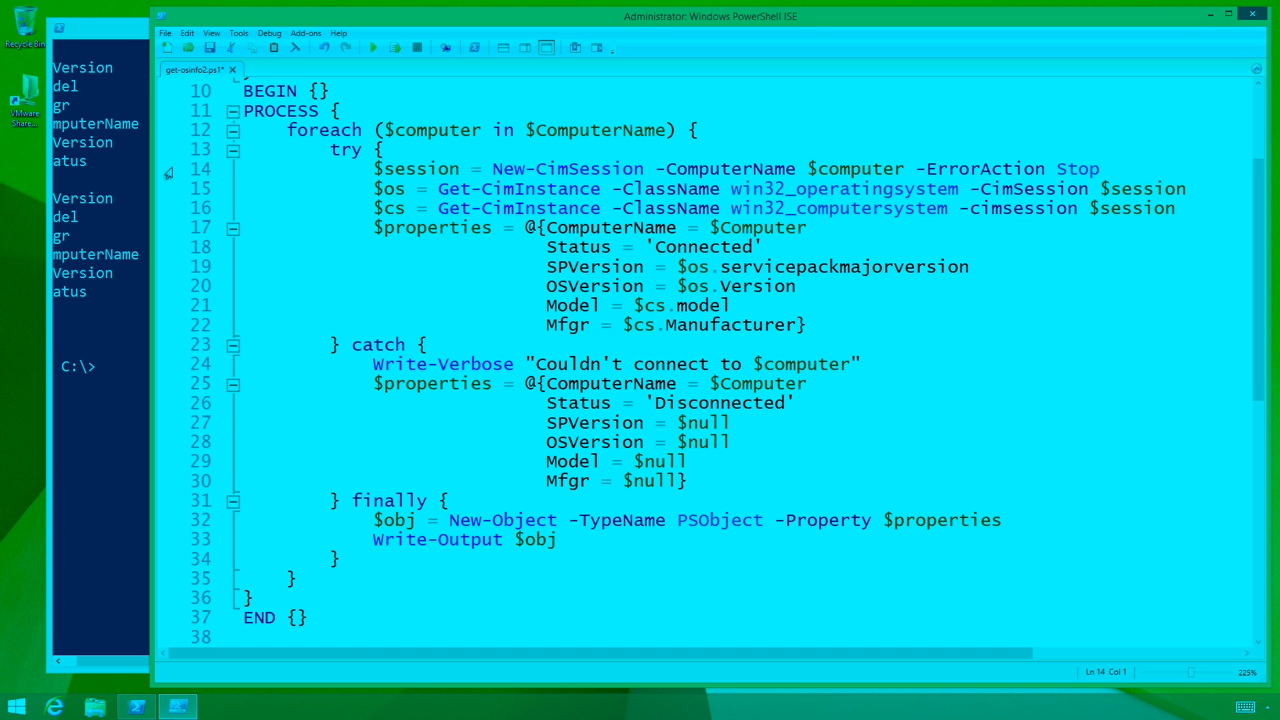 Administrator: Windows PowerShell ISE
Recycle Bin
VMware
Share...
Version
del
gr
mputerName
Version
atus
Version
del
gr
mputerName
Version
atus
C:\>
File Edit View Tools Debug Add-ons Help
get-osinfo2.ps1*
10 BEGIN {}
11 PROCESS {
12 foreach ($computer in $ComputerName) {
13 try {
14 $session = New-CimSession -ComputerName $computer -ErrorAction Stop
15 $os = Get-CimInstance -ClassName win32_operatingsystem -CimSession $session
16 $cs = Get-CimInstance -ClassName win32_computersystem -cimsession $session
17 $properties = @{ComputerName = $Computer
18 Status = 'Connected'
19 SPVersion = $os.servicepackmajorversion
20 OSVersion = $os.Version
21 Model = $cs.model
22 Mfgr = $cs.Manufacturer}
23 } catch {
24 Write-Verbose "Couldn't connect to $computer"
25 $properties = @{ComputerName = $Computer
26 Status = 'Disconnected'
27 SPVersion = $null
28 OSVersion = $null
29 Model = $null
30 Mfgr = $null}
31 } finally {
32 $obj = New-Object -TypeName PSObject -Property $properties
33 Write-Output $obj
34 }
35 }
36 }
37 END {}
38
Ln 14 Col 1
225%